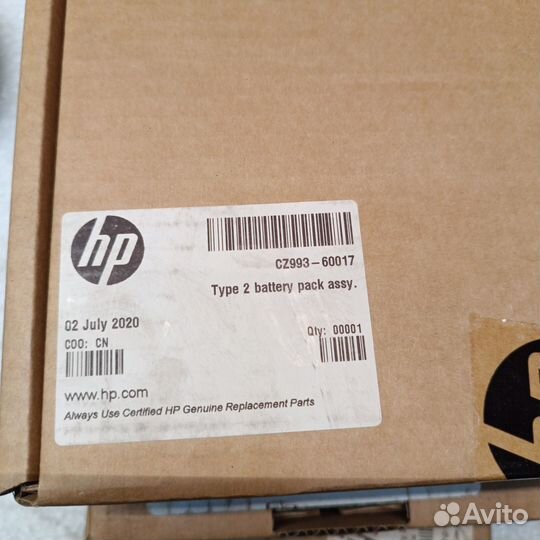 hp
CZ993-60017
Type 2 battery pack assy.
02 July 2020
COO: CN
Qty: 00001
www.hp.com
Always Use Certified HP Genuine Replacement Parts
hp
Avito